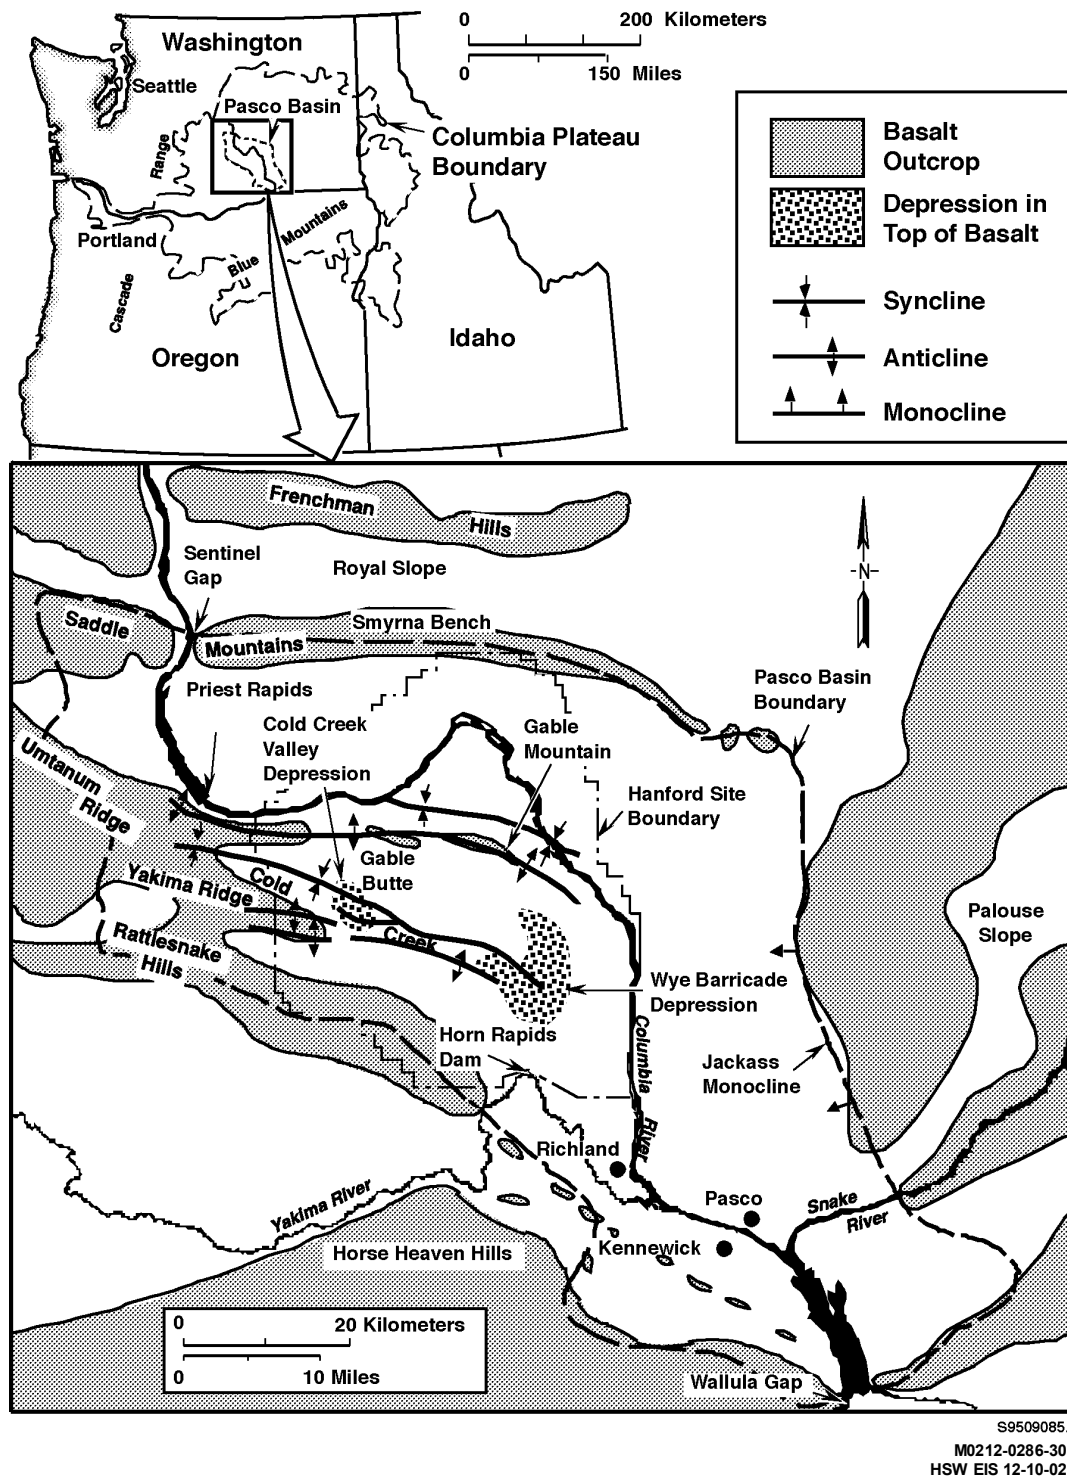 0 200 Kilometers
0 150 Miles
Washington
Seattle
Pasco Basin
Columbia Plateau
Boundary
Range
Portland
Mountains
Blue
Cascade
Oregon
Idaho
Basalt
Outcrop
Depression in
Top of Basalt
Syncline
Anticline
Monocline
Frenchman
Hills
Sentinel
Gap
Royal Slope
-N-
Saddle
Smyrna Bench
Mountains
Priest Rapids
Pasco Basin
Boundary
Cold Creek
Valley
Depression
Gable
Mountain
Umtanum
Ridge
Hanford Site
Boundary
Gable
Butte
Yakima Ridge
Cold
Creek
Palouse
Slope
Rattlesnake
Hills
Wye Barricade
Depression
Horn Rapids
Dam
Columbia
River
Jackass
Monocline
Richland
Yakima River
Pasco
Snake
River
Kennewick
Horse Heaven Hills
0 20 Kilometers
0 10 Miles
Wallula Gap
S9509085.
M0212-0286-30
HSW EIS 12-10-02